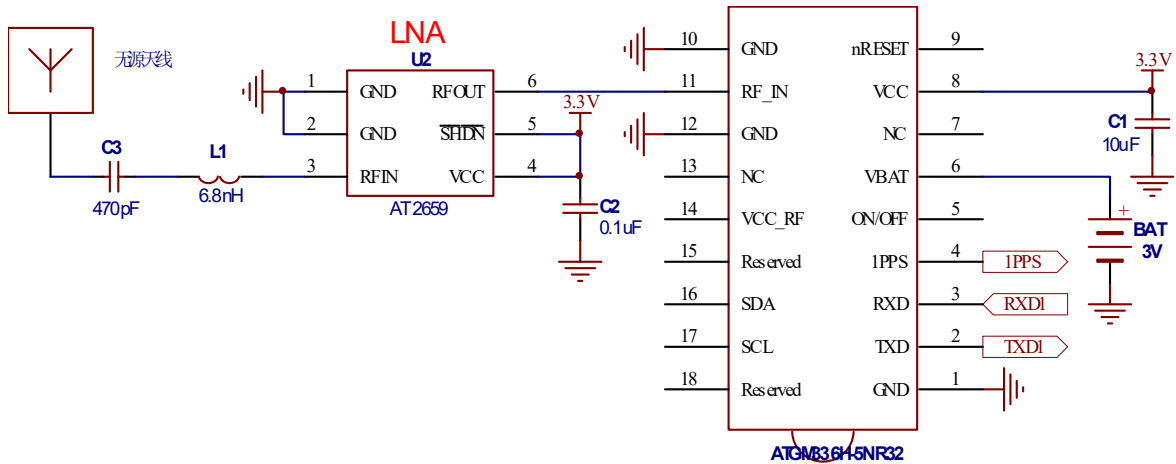 无源天线
C3
470pF
L1
6.8nH
LNA
U2
1
GND
RFOUT
6
2
GND
SHDN
5
3.3V
3
RFIN
VCC
4
AT2659
C2
0.1uF
10
GND
nRESET
9
11
RF_IN
VCC
8
3.3V
12
GND
NC
7
C1
10uF
13
NC
VBAT
6
14
VCC_RF
ON/OFF
5
BAT
3V
+
15
Reserved
1PPS
4
1PPS
16
SDA
RXD
3
RXD1
17
SCL
TXD
2
TXD1
18
Reserved
GND
1
ATGM336H-5NR32